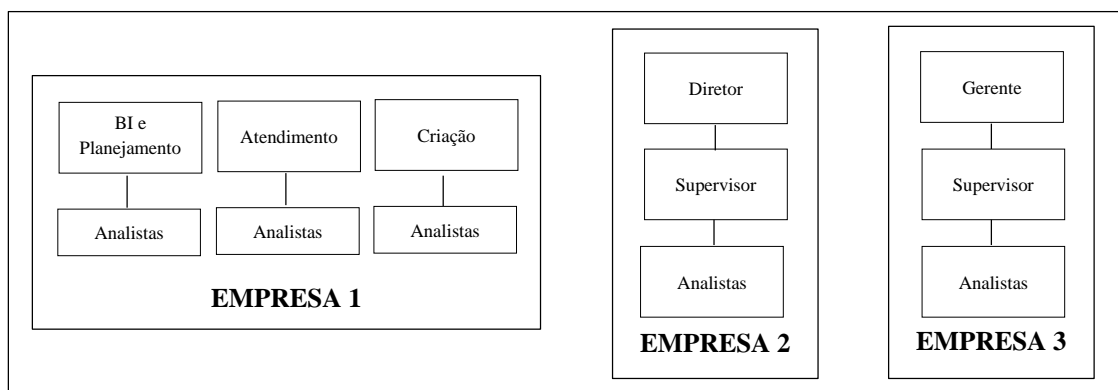 BI e
Planejamento
Atendimento
Criação
Analistas
Analistas
Analistas
EMPRESA 1
Diretor
Supervisor
Analistas
EMPRESA 2
Gerente
Supervisor
Analistas
EMPRESA 3